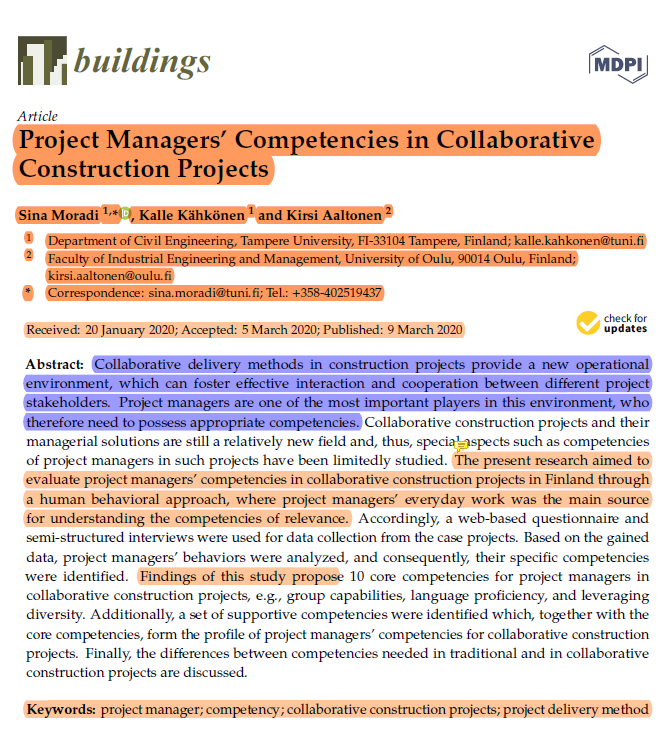 buildings
MDPI
Article
Project Managers’ Competencies in Collaborative
Construction Projects
Sina Moradi 1,* iD, Kalle Kähkönen 1 and Kirsi Aaltonen 2
1 Department of Civil Engineering, Tampere University, FI-33104 Tampere, Finland; kalle.kahkonen@tuni.fi
2 Faculty of Industrial Engineering and Management, University of Oulu, 90014 Oulu, Finland;
kirsi.aaltonen@oulu.fi
* Correspondence: sina.moradi@tuni.fi; Tel.: +358-402519437
Received: 20 January 2020; Accepted: 5 March 2020; Published: 9 March 2020
check for
updates
Abstract: Collaborative delivery methods in construction projects provide a new operational
environment, which can foster effective interaction and cooperation between different project
stakeholders. Project managers are one of the most important players in this environment, who
therefore need to possess appropriate competencies. Collaborative construction projects and their
managerial solutions are still a relatively new field and, thus, special aspects such as competencies
of project managers in such projects have been limitedly studied. The present research aimed to
evaluate project managers’ competencies in collaborative construction projects in Finland through
a human behavioral approach, where project managers’ everyday work was the main source
for understanding the competencies of relevance. Accordingly, a web-based questionnaire and
semi-structured interviews were used for data collection from the case projects. Based on the gained
data, project managers’ behaviors were analyzed, and consequently, their specific competencies
were identified. Findings of this study propose 10 core competencies for project managers in
collaborative construction projects, e.g., group capabilities, language proficiency, and leveraging
diversity. Additionally, a set of supportive competencies were identified which, together with the
core competencies, form the profile of project managers’ competencies for collaborative construction
projects. Finally, the differences between competencies needed in traditional and in collaborative
construction projects are discussed.
Keywords: project manager; competency; collaborative construction projects; project delivery method